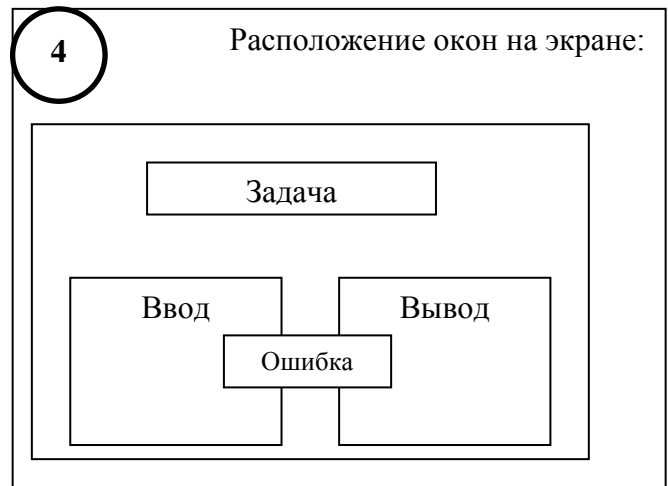 4
Расположение окон на экране:
Задача
Ввод
Вывод
Ошибка